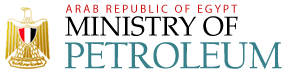 ARAB REPUBLIC OF EGYPT
MINISTRY OF
PETROLEUM